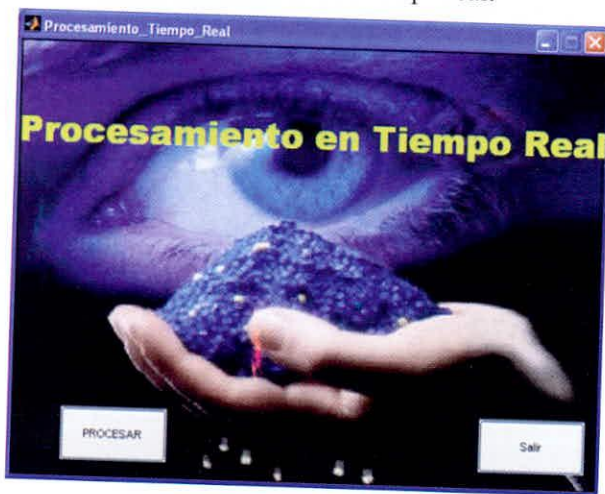 Procesamiento_Tiempo_Real
Procesamiento en Tiempo Real
PROCESAR
Salir